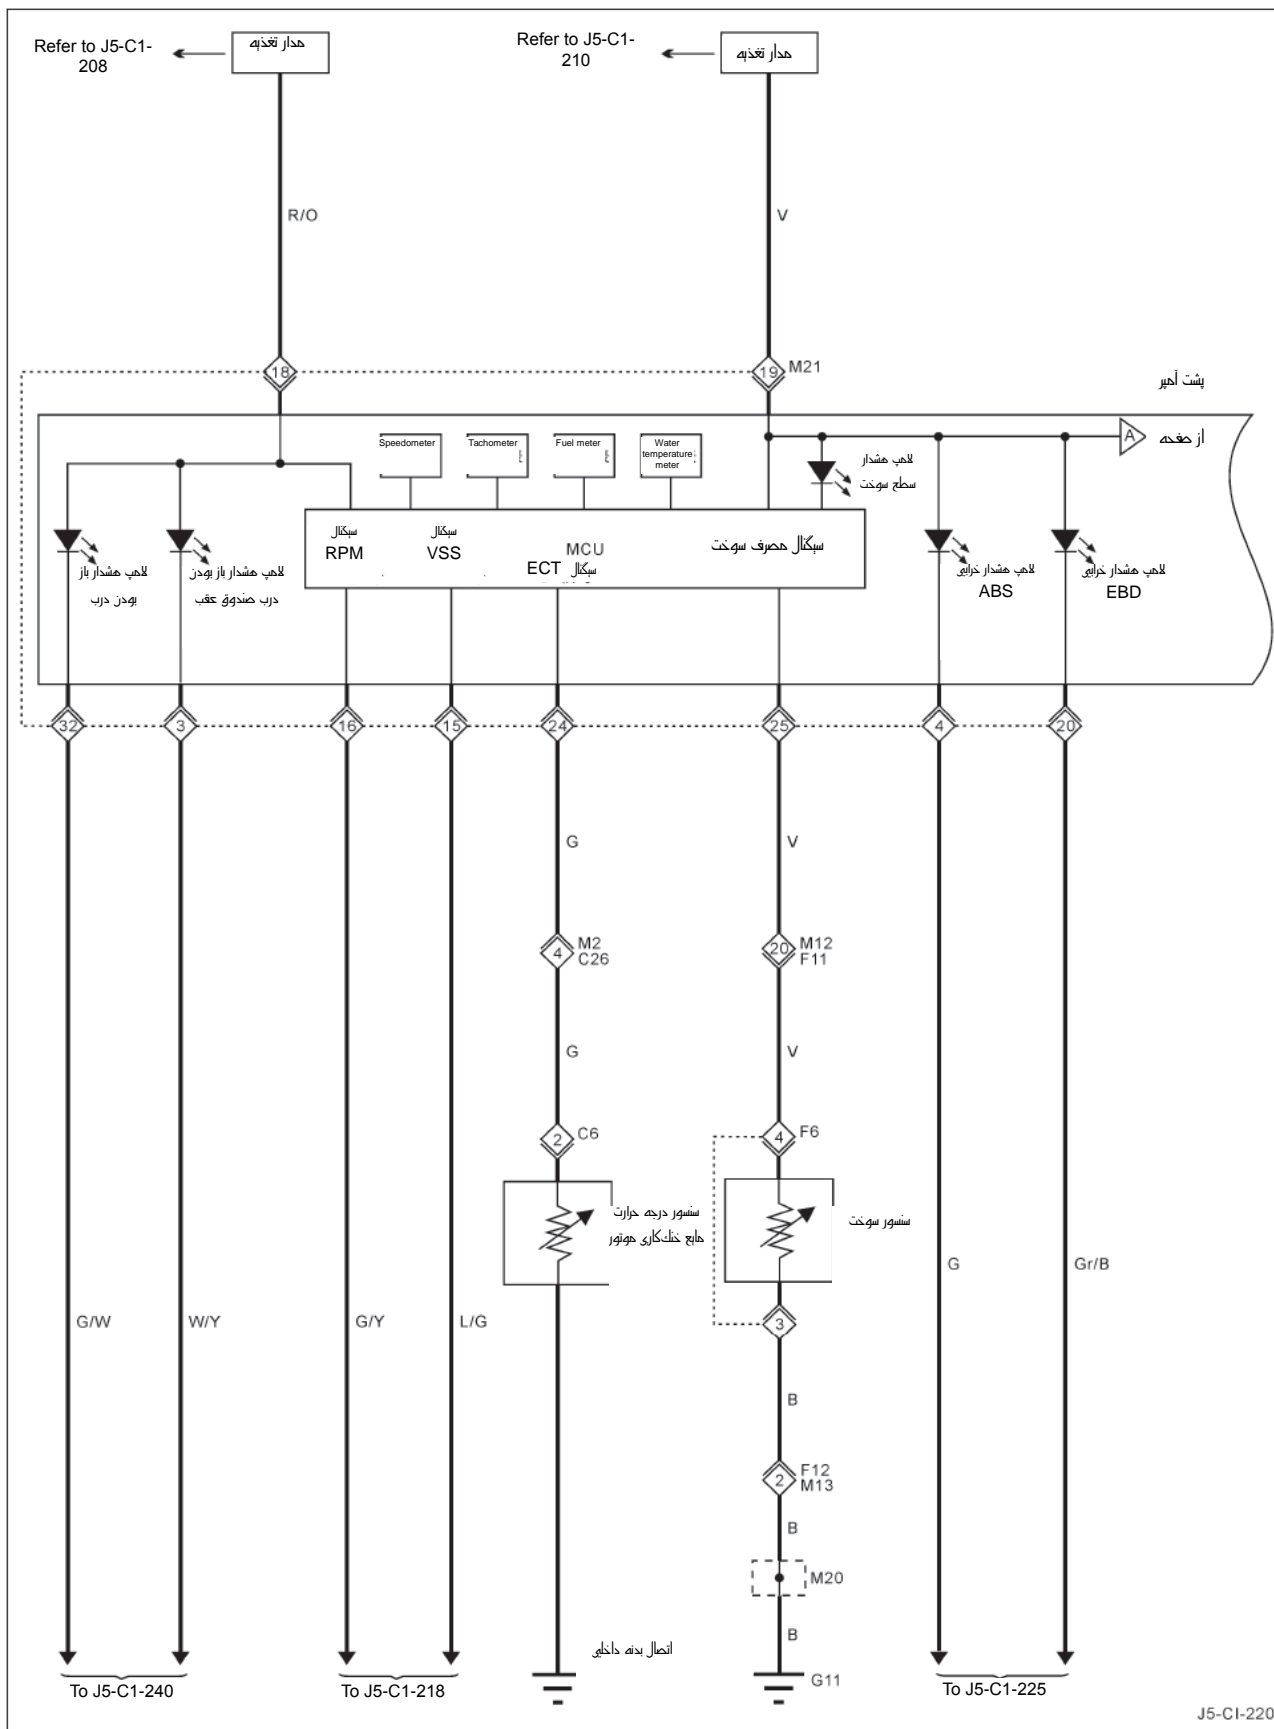 Refer to J5-C1-
208
مدار تغذیه
Refer to J5-C1-
210
مدار تغذیه
R/O
V
18
19
M21
پشت آمپر
Speedometer
Tachometer
Fuel meter
Water
temperature
meter
A
از صفحه
لامپ هشدار
سطح سوخت
لامپ هشدار باز
بودن درب
لامپ هشدار باز بودن
درب صندوق عقب
سیگنال
RPM
سیگنال
VSS
MCU
سیگنال ECT
سیگنال مصرف سوخت
لامپ هشدار خرابی
ABS
لامپ هشدار خرابی
EBD
32
3
16
15
24
25
4
20
G
V
4
M2
C26
20
M12
F11
G
V
2
C6
4
F6
سنسور درجه حرارت
مایع خنک‌کاری موتور
سنسور سوخت
G
Gr/B
G/W
W/Y
G/Y
L/G
3
B
2
F12
M13
B
M20
B
اتصال بدنه داخلی
G11
To J5-C1-240
To J5-C1-218
To J5-C1-225
J5-CI-220